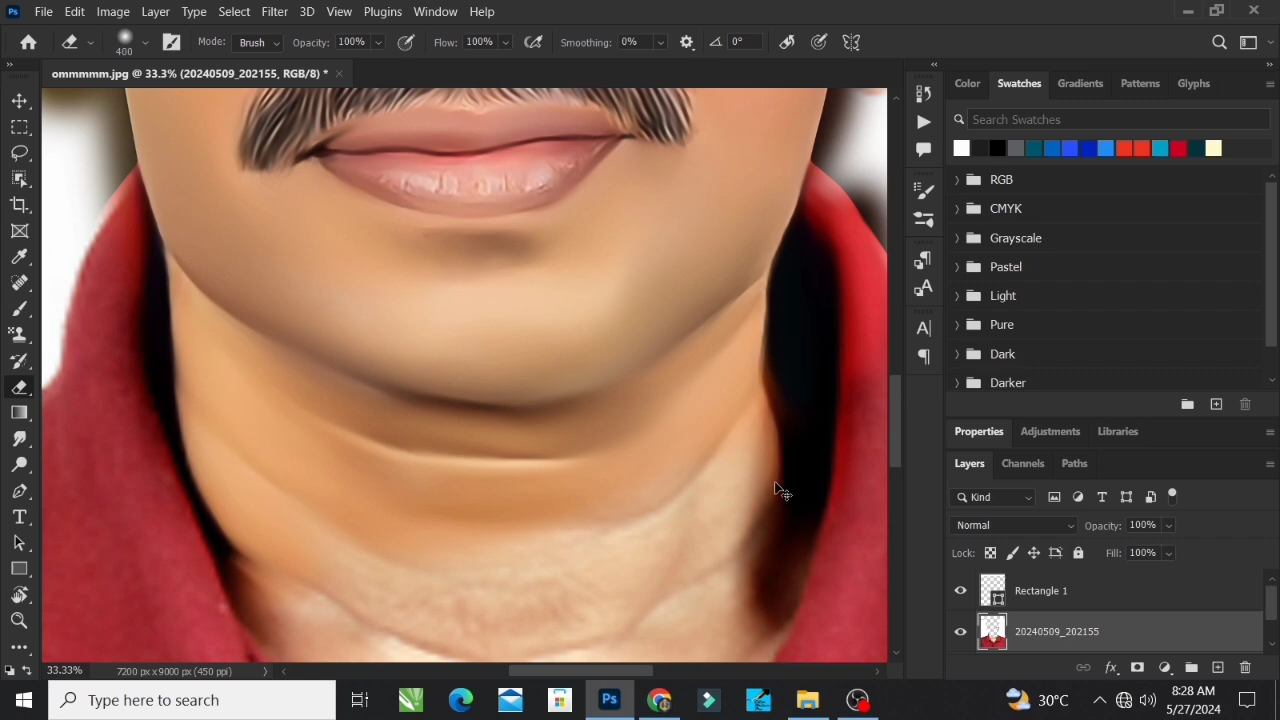 Ps File Edit Image Layer Type Select Filter 3D View Plugins Window Help
400 Mode: Brush Opacity: 100% Flow: 100% Smoothing: 0% 0°
ommmmm.jpg @ 33.3% (20240509_202155, RGB/8) *
Color Swatches Gradients Patterns Glyphs
Search Swatches
RGB
CMYK
Grayscale
Pastel
Light
Pure
Dark
Darker
Properties Adjustments Libraries
Layers Channels Paths
Kind
Normal Opacity: 100%
Lock: Fill: 100%
Rectangle 1
20240509_202155
33.33% 7200 px x 9000 px (450 ppi)
Type here to search
Ps
30°C
8:28 AM
5/27/2024